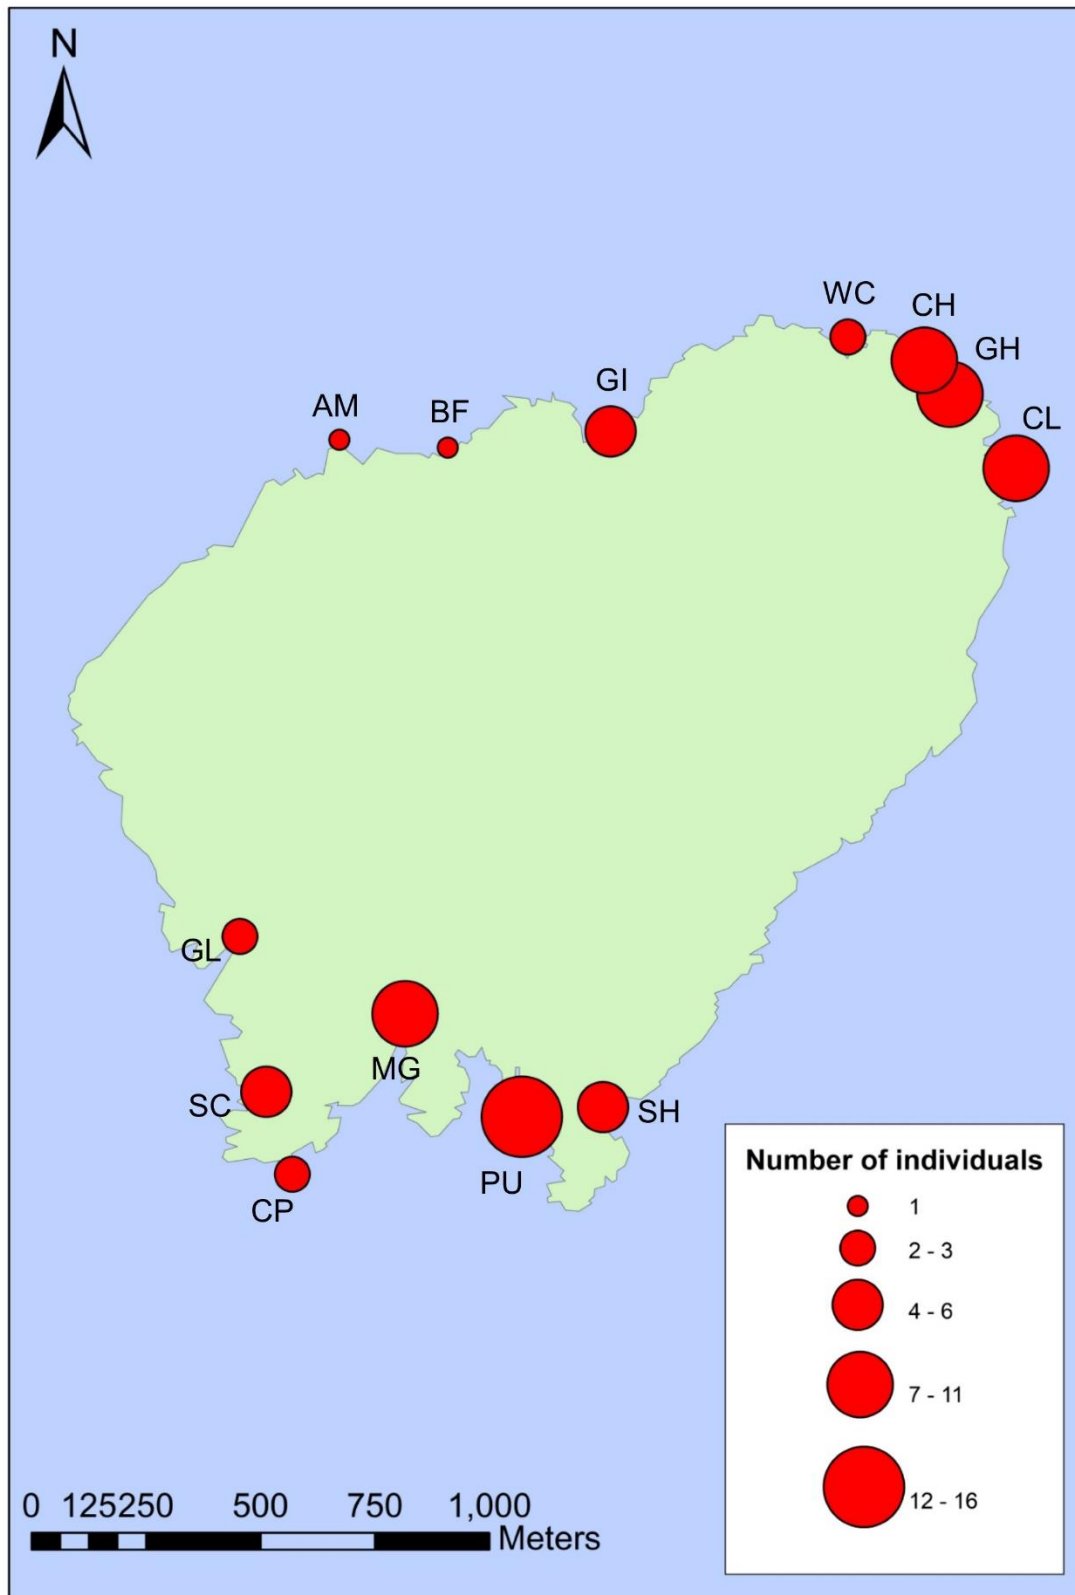 N
WC
CH
GH
GI
AM
BF
CL
GL
MG
SC
SH
PU
CP
Number of individuals
1
2 - 3
4 - 6
7 - 11
12 - 16
0 125250 500 750 1,000
Meters